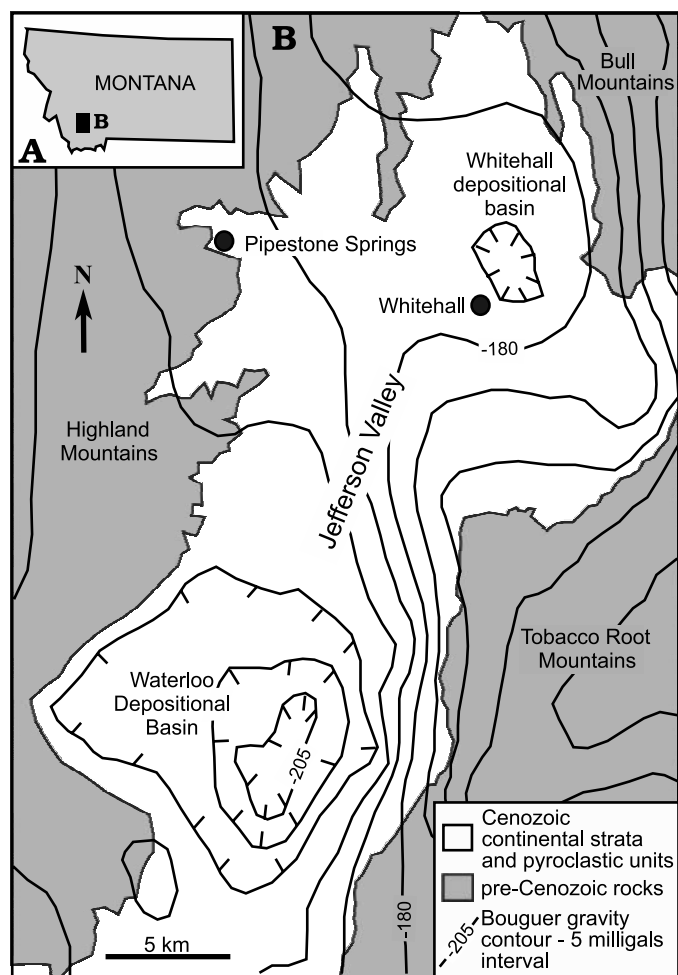 MONTANA
B
A
B
Bull
Mountains
Whitehall
depositional
basin
Pipestone Springs
N
Whitehall
-180
Jefferson Valley
Highland
Mountains
Tobacco Root
Mountains
Waterloo
Depositional
Basin
-205
-180
5 km
Cenozoic
continental strata
and pyroclastic units
pre-Cenozoic rocks
-205- Bouguer gravity
contour - 5 milligals
interval